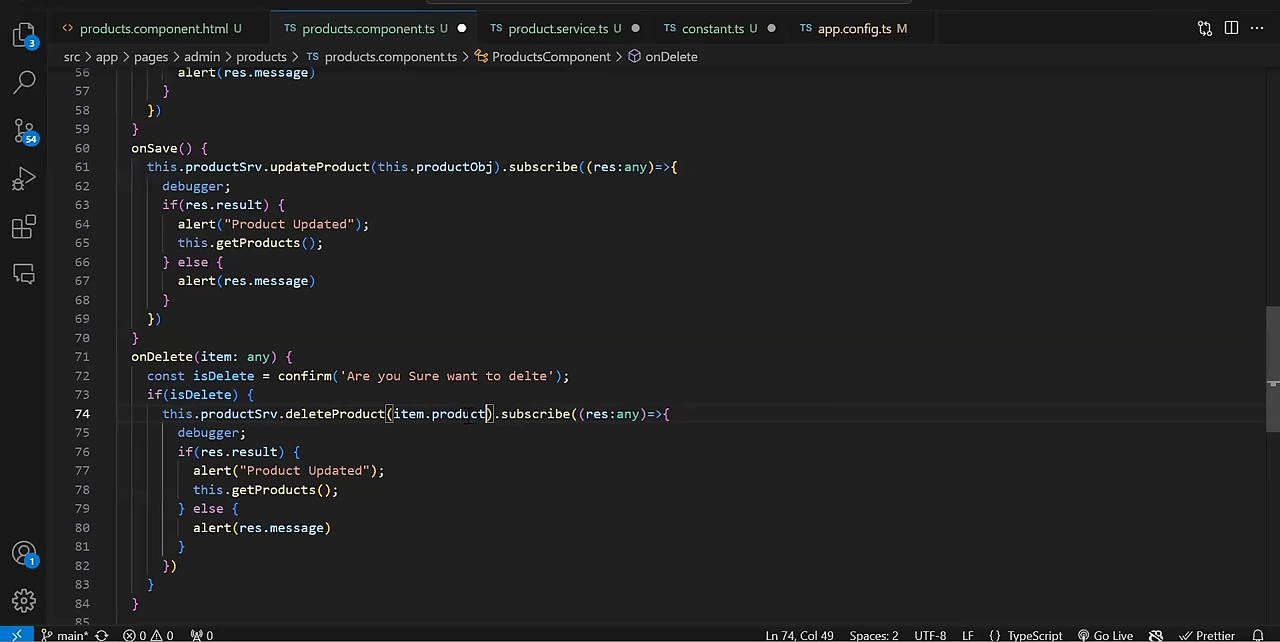 products.component.html U
TS products.component.ts U
TS product.service.ts U
TS constant.ts U
TS app.config.ts M
3
src > app > pages > admin > products > TS products.component.ts > ProductsComponent > onDelete
56 alert(res.message)
57 }
58 })
59 }
60 onSave() {
61 this.productSrv.updateProduct(this.productObj).subscribe((res:any)=>{
62 debugger;
63 if(res.result) {
64 alert("Product Updated");
65 this.getProducts();
66 } else {
67 alert(res.message)
68 }
69 })
70 }
71 onDelete(item: any) {
72 const isDelete = confirm('Are you Sure want to delte');
73 if(isDelete) {
74 this.productSrv.deleteProduct(item.product).subscribe((res:any)=>{
75 debugger;
76 if(res.result) {
77 alert("Product Updated");
78 this.getProducts();
79 } else {
80 alert(res.message)
81 }
82 })
83 }
84 }
85
54
1
main* 0 0 0 Ln 74, Col 49 Spaces: 2 UTF-8 LF {} TypeScript Go Live Prettier